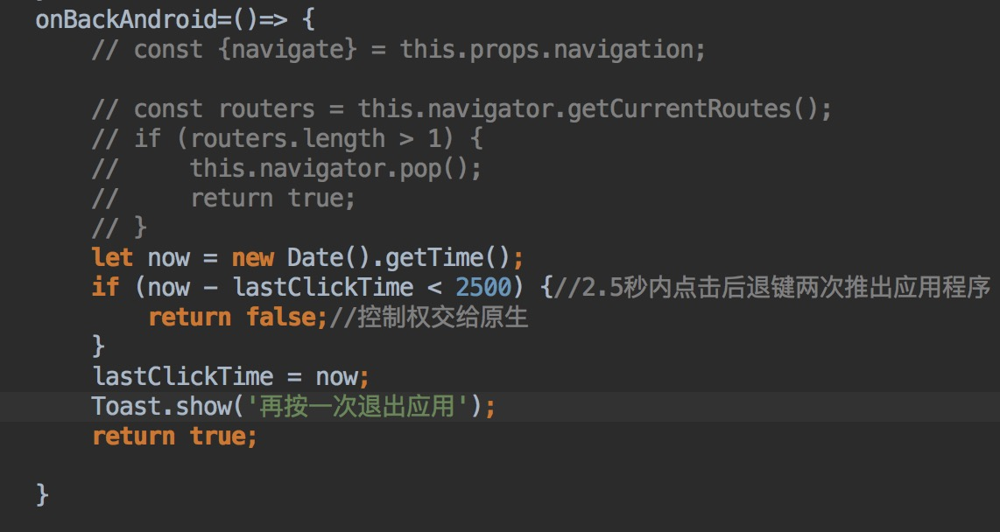 onBackAndroid=()=> {
// const {navigate} = this.props.navigation;
// const routers = this.navigator.getCurrentRoutes();
// if (routers.length > 1) {
//     this.navigator.pop();
//     return true;
// }
let now = new Date().getTime();
if (now - lastClickTime < 2500) {//2.5秒内点击后退键两次推出应用程序
return false;//控制权交给原生
}
lastClickTime = now;
Toast.show('再按一次退出应用');
return true;
}